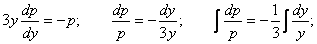 3y dp/dy = −p;  dp/p = −dy/3y;  ∫ dp/p = −1/3 ∫ dy/y;